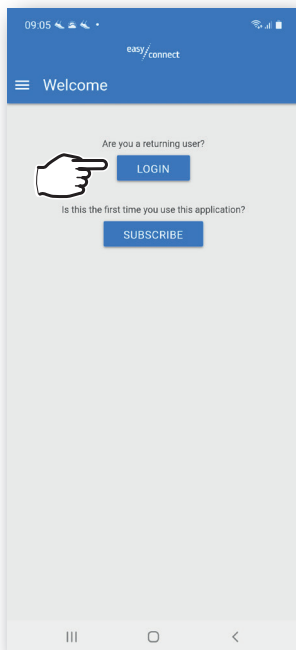 09:05
easy/connect
Welcome
Are you a returning user?
LOGIN
Is this the first time you use this application?
SUBSCRIBE